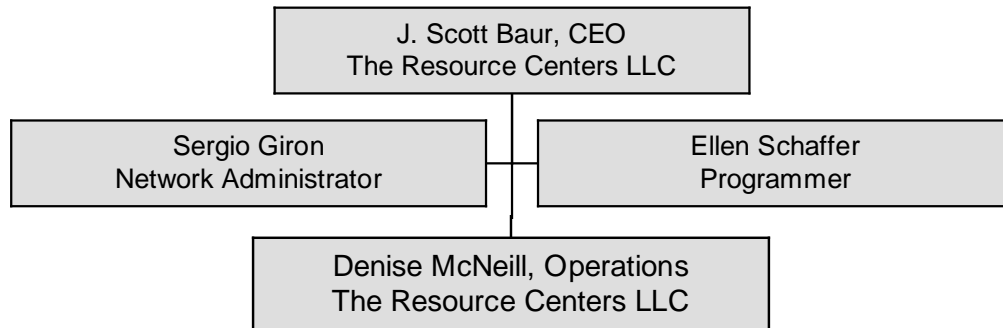 J. Scott Baur, CEO
The Resource Centers LLC
Sergio Giron
Network Administrator
Ellen Schaffer
Programmer
Denise McNeill, Operations
The Resource Centers LLC